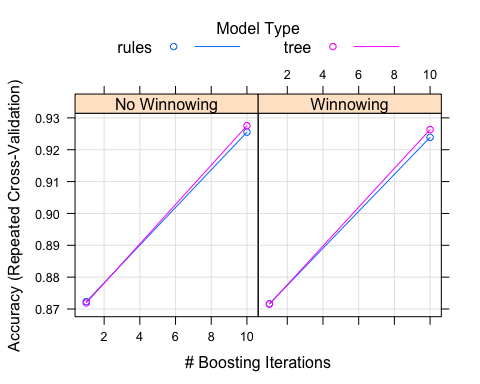 Model Type
rules tree
2 4 6 8 10
No Winnowing Winnowing
0.93
0.92
0.91
0.90
0.89
0.88
0.87
Accuracy (Repeated Cross-Validation)
2 4 6 8 10
# Boosting Iterations